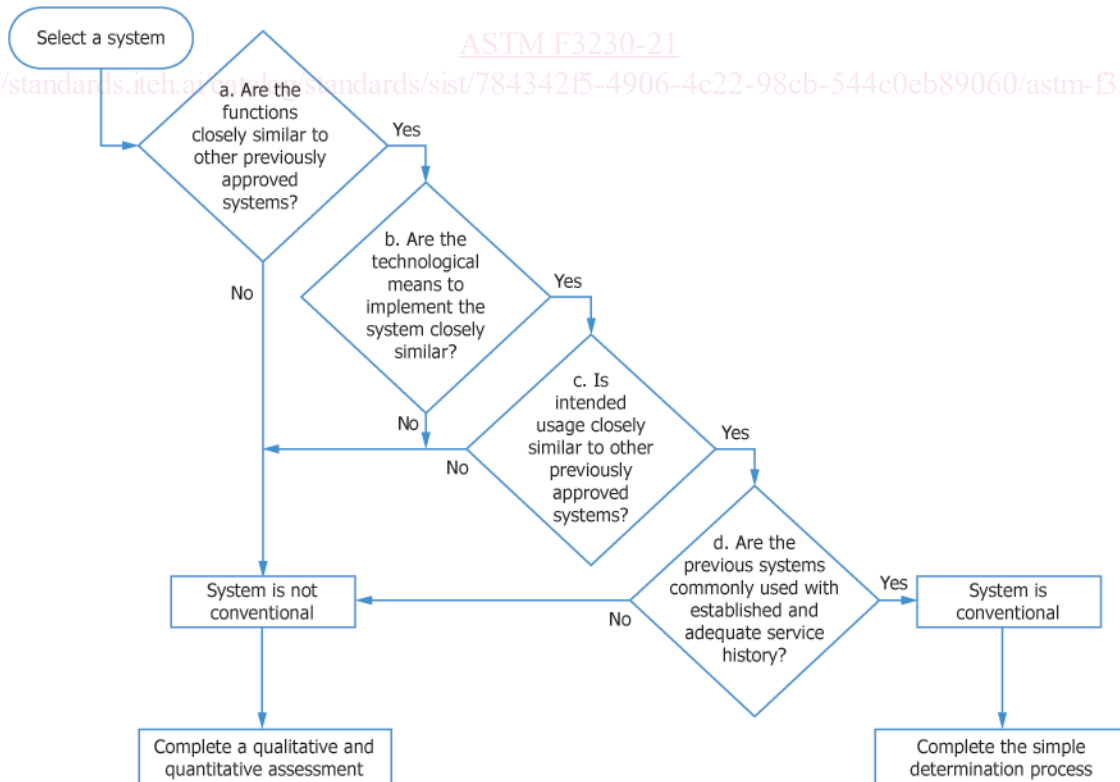 Select a system
ASTM F3230-21
/standards.iteh.ai/catalog/standards/sist/784342f5-4906-4c22-98cb-544c0eb89060/astm-f3
a. Are the
functions
closely similar to
other previously
approved
systems?
Yes
No
b. Are the
technological
means to
implement the
system closely
similar?
Yes
No
c. Is
intended
usage closely
similar to other
previously
approved
systems?
Yes
No
d. Are the
previous systems
commonly used with
established and
adequate service
history?
Yes
No
System is not
conventional
System is
conventional
Complete a qualitative and
quantitative assessment
Complete the simple
determination process